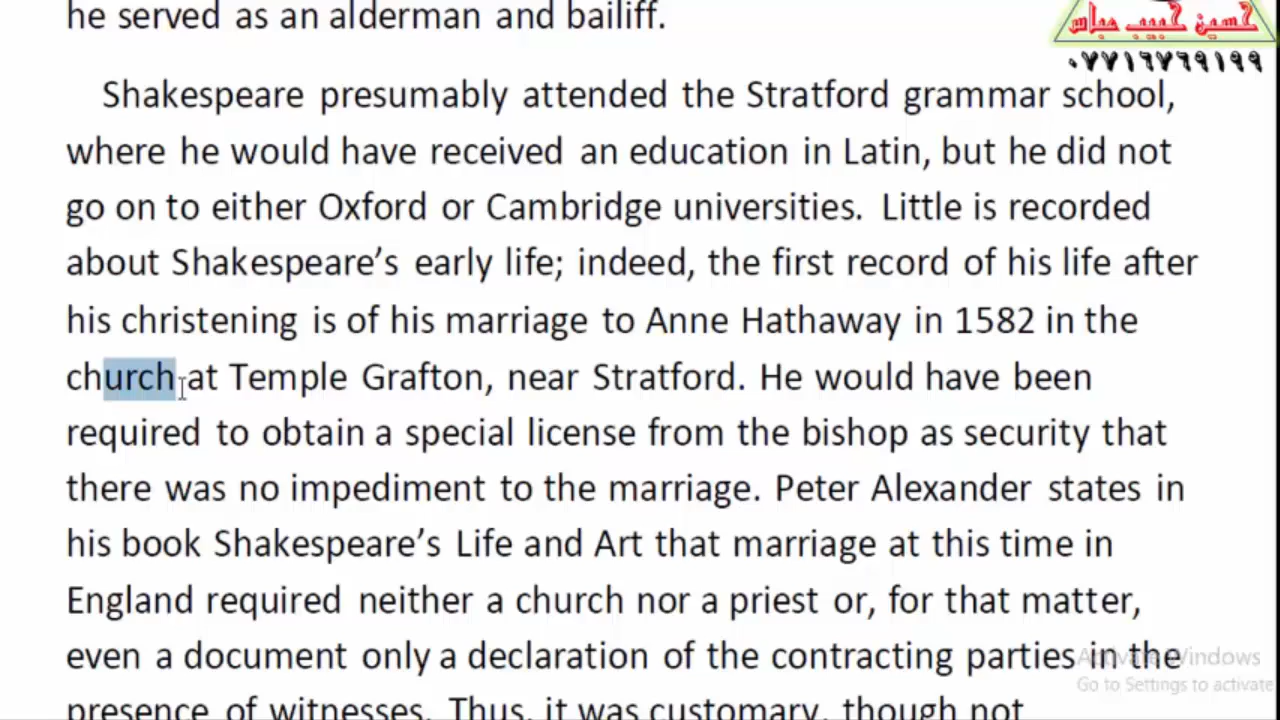 he served as an alderman and bailiff.
حسين حبيب عباس
٠٧٧١٦٧٦٩١٩٩
Shakespeare presumably attended the Stratford grammar school,
where he would have received an education in Latin, but he did not
go on to either Oxford or Cambridge universities. Little is recorded
about Shakespeare’s early life; indeed, the first record of his life after
his christening is of his marriage to Anne Hathaway in 1582 in the
church at Temple Grafton, near Stratford. He would have been
required to obtain a special license from the bishop as security that
there was no impediment to the marriage. Peter Alexander states in
his book Shakespeare’s Life and Art that marriage at this time in
England required neither a church nor a priest or, for that matter,
even a document only a declaration of the contracting parties in the
Activate Windows
Go to Settings to activate
presence of witnesses. Thus, it was customary, though not